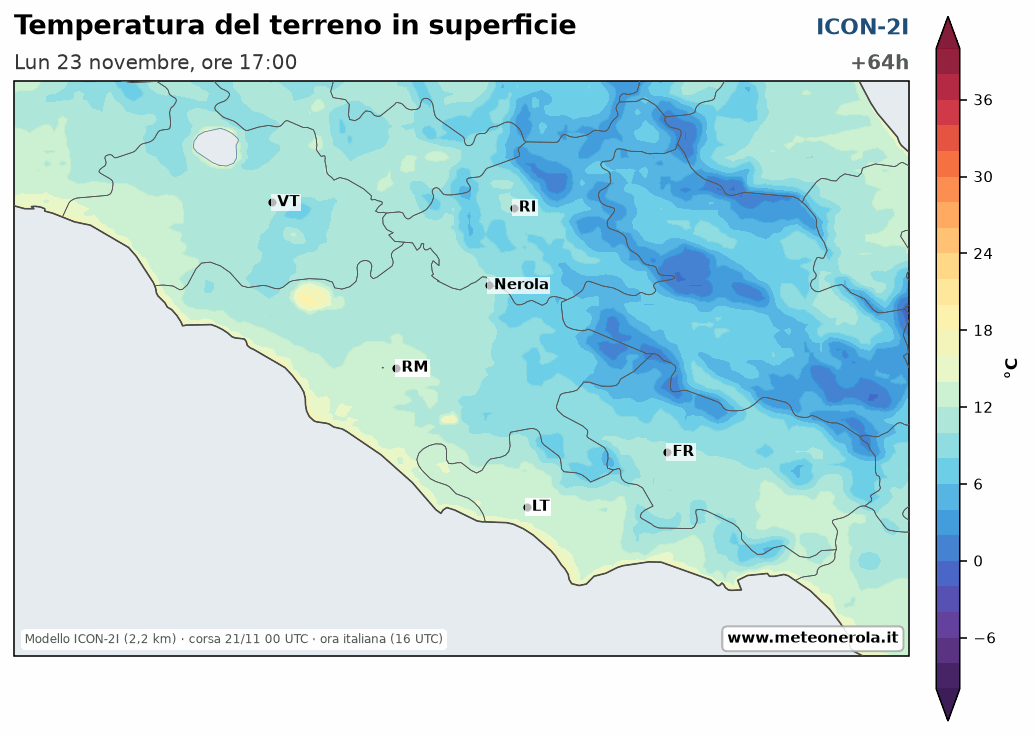 Temperatura del terreno in superficie
ICON-2I
Lun 23 novembre, ore 17:00
+64h
36
30
24
18
12
6
0
−6
°C
VT
RI
Nerola
RM
FR
LT
Modello ICON-2I (2,2 km) · corsa 21/11 00 UTC · ora italiana (16 UTC)
www.meteonerola.it